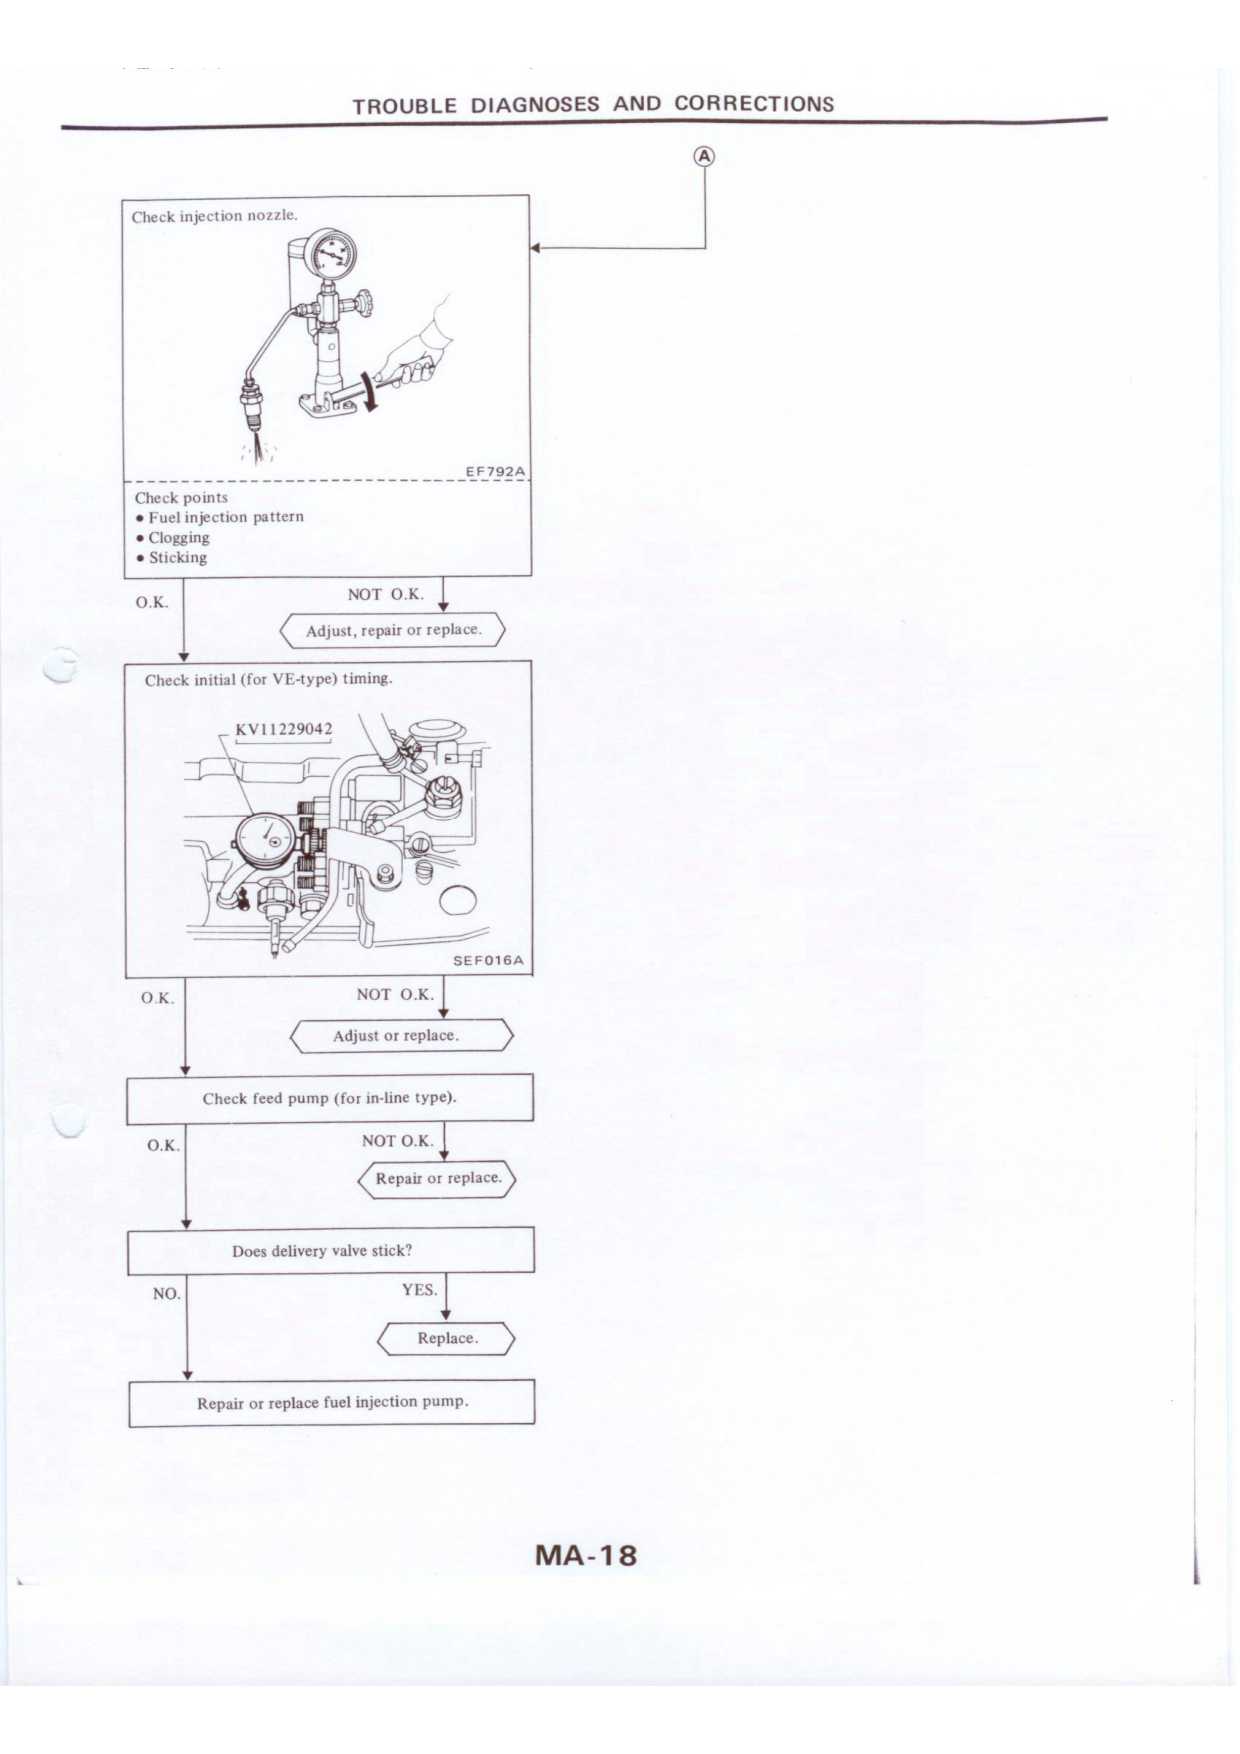 TROUBLE DIAGNOSES AND CORRECTIONS
A
Check injection nozzle.
EF792A
Check points
• Fuel injection pattern
• Clogging
• Sticking
O.K.
NOT O.K.
Adjust, repair or replace.
Check initial (for VE-type) timing.
KV11229042
SEF016A
O.K.
NOT O.K.
Adjust or replace.
Check feed pump (for in-line type).
O.K.
NOT O.K.
Repair or replace.
Does delivery valve stick?
NO.
YES.
Replace.
Repair or replace fuel injection pump.
MA-18